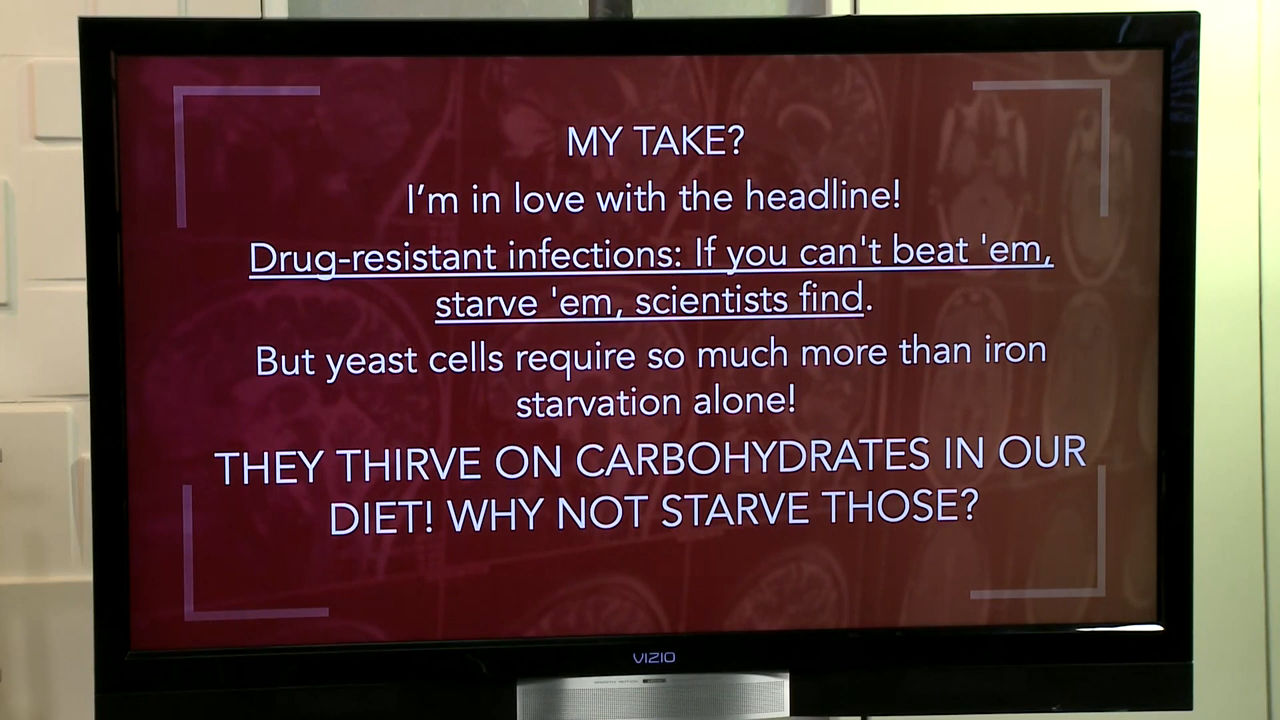 MY TAKE?
I'm in love with the headline!
Drug-resistant infections: If you can't beat 'em,
starve 'em, scientists find.
But yeast cells require so much more than iron
starvation alone!
THEY THIRVE ON CARBOHYDRATES IN OUR
DIET! WHY NOT STARVE THOSE?
VIZIO